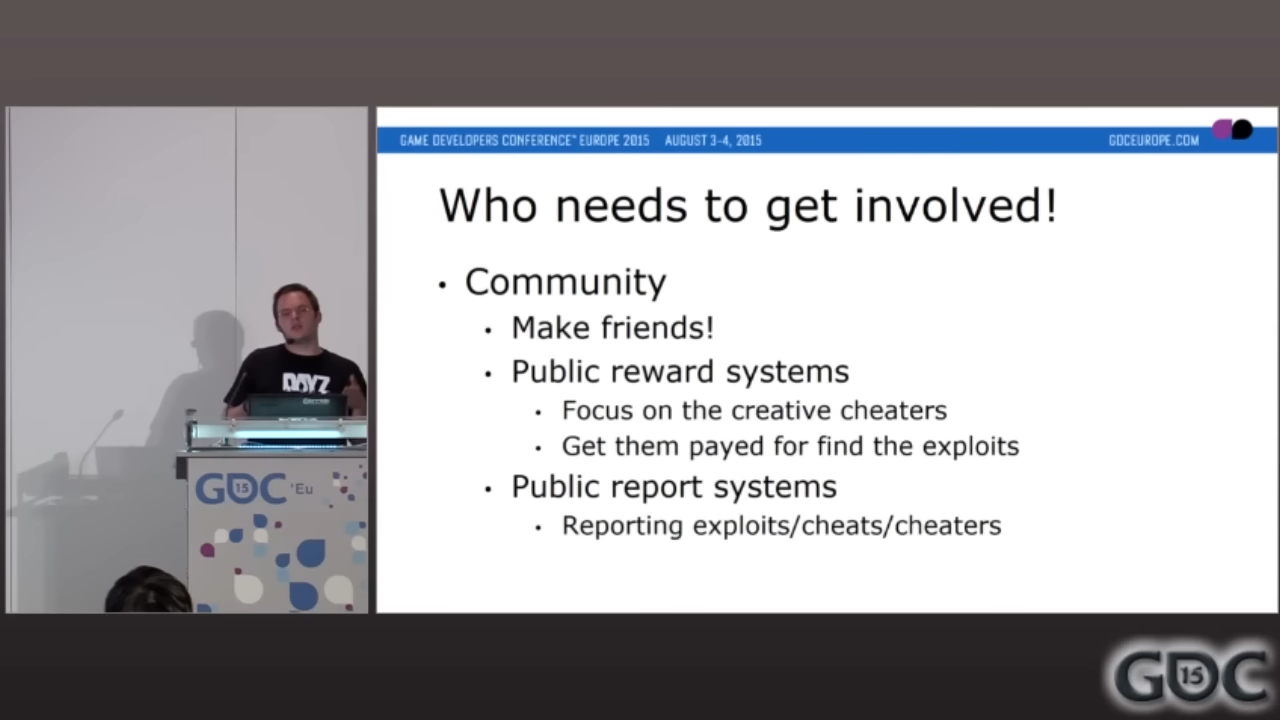 GAME DEVELOPERS CONFERENCE™ EUROPE 2015 AUGUST 3-4, 2015 GDCEUROPE.COM
Who needs to get involved!
• Community
• Make friends!
• Public reward systems
• Focus on the creative cheaters
• Get them payed for find the exploits
• Public report systems
• Reporting exploits/cheats/cheaters
DAYZ
GDC 15 'Eu
GDC 15